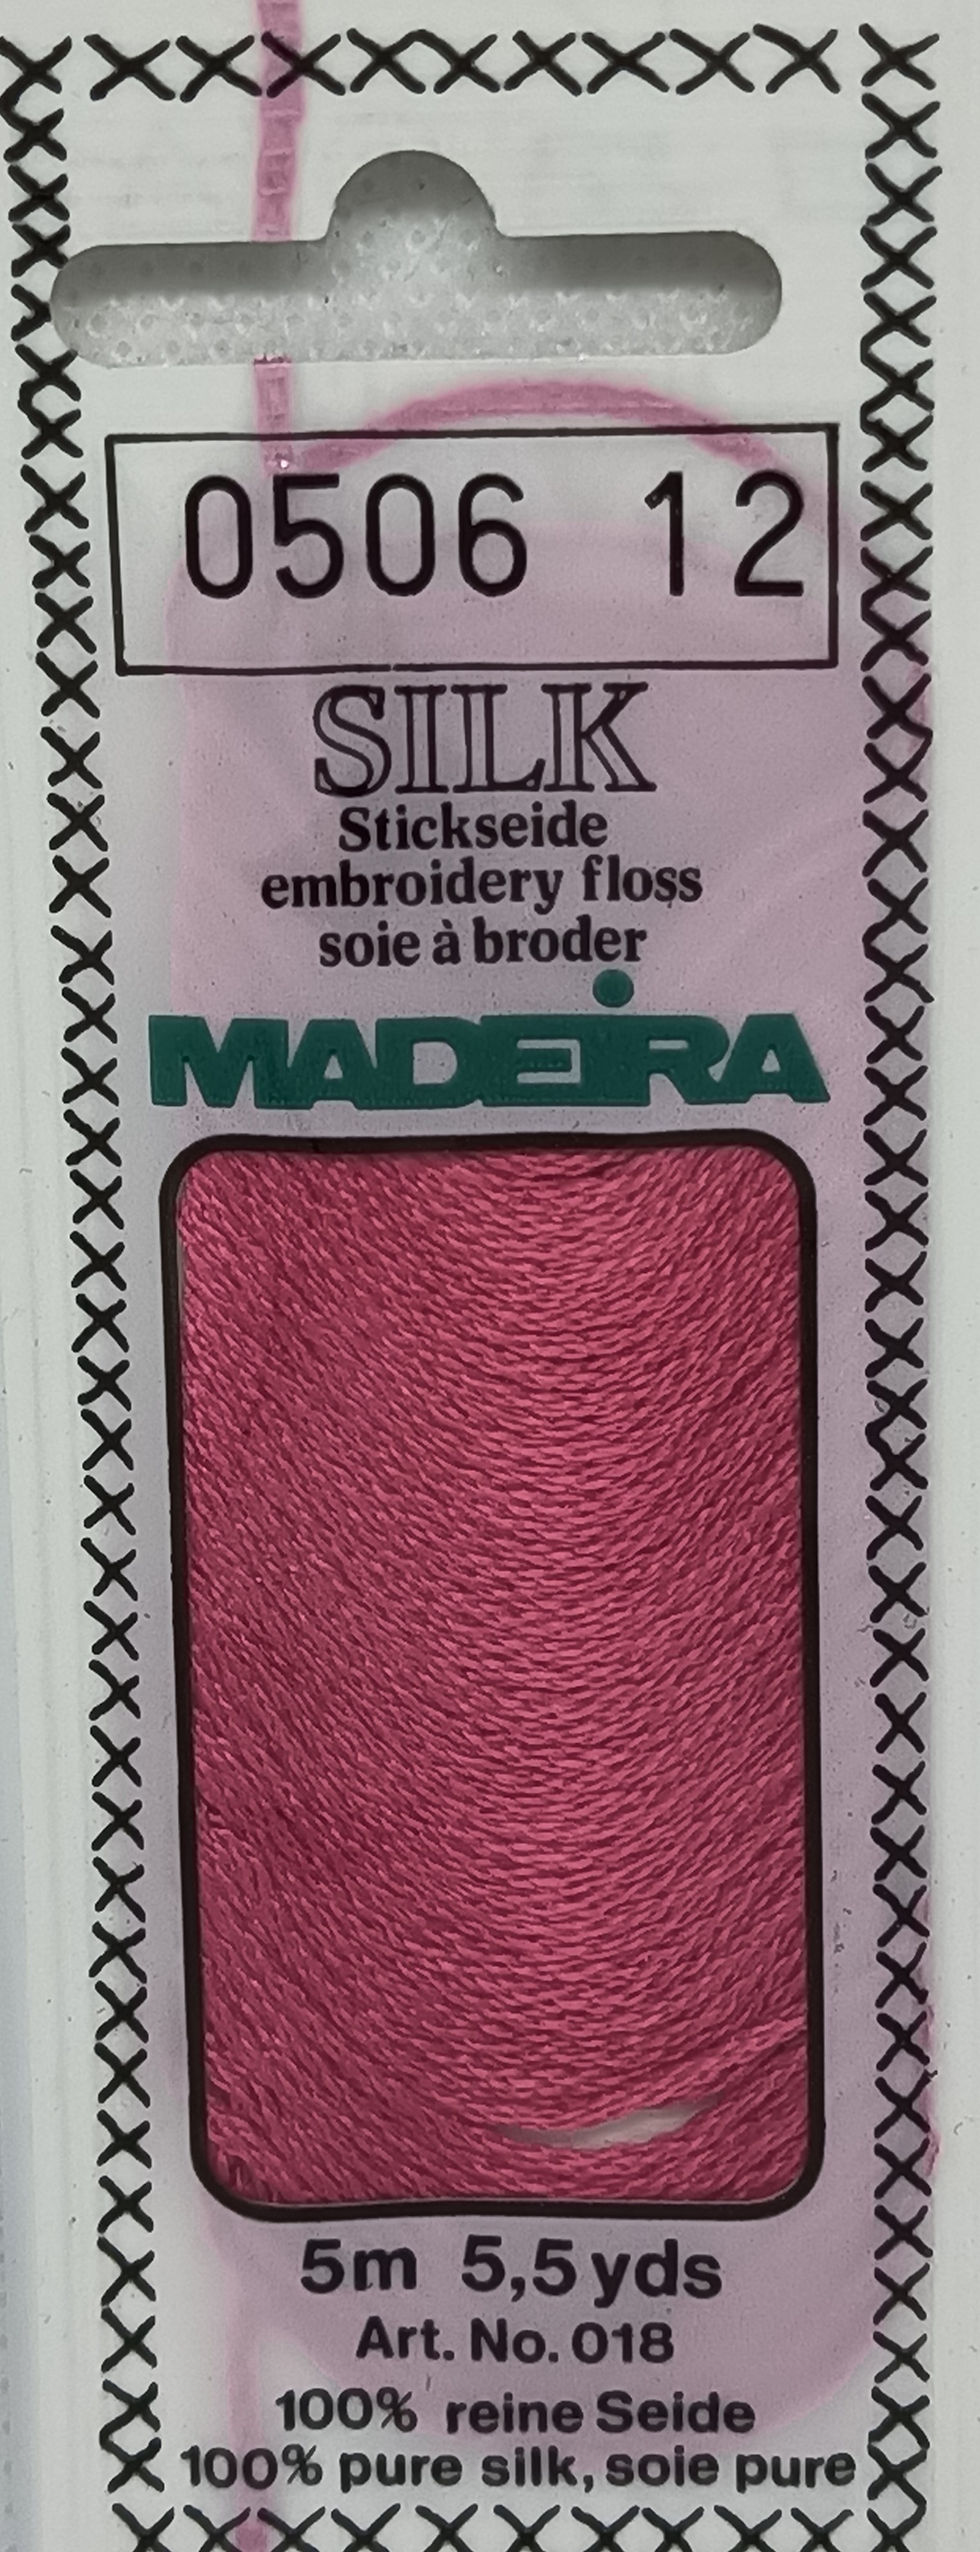 0506 12
SILK
Stickseide
embroidery floss
soie à broder
MADEIRA
5m 5,5 yds
Art. No. 018
100% reine Seide
100% pure silk, soie pure